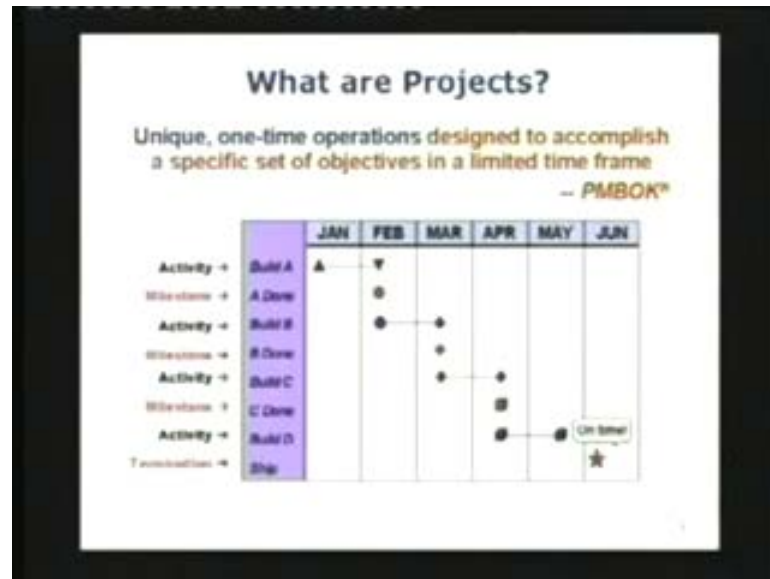 What are Projects?
Unique, one-time operations designed to accomplish
a specific set of objectives in a limited time frame
-- PMBOK®
JAN FEB MAR APR MAY JUN
Activity → Build A
Milestone → A Done
Activity → Build B
Milestone → B Done
Activity → Build C
Milestone → C Done
Activity → Build D
On time!
Termination → Ship